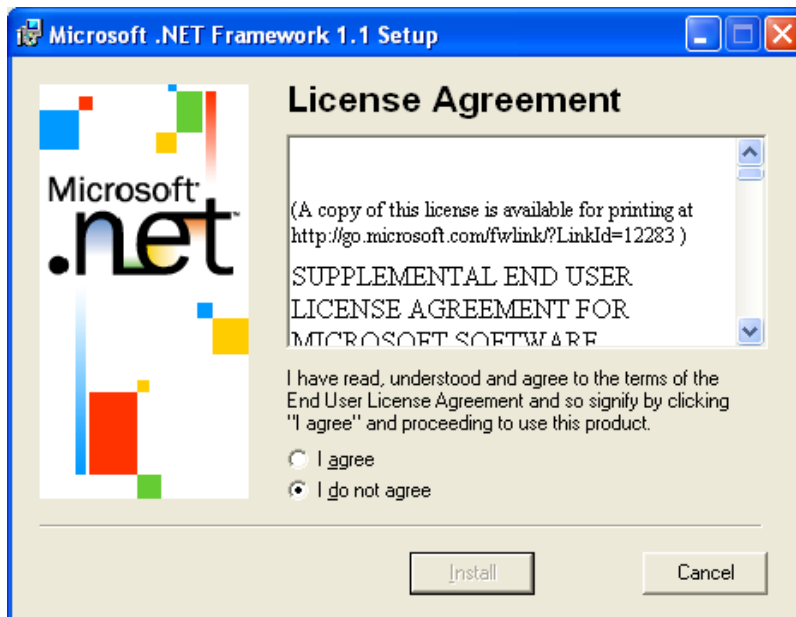 Microsoft .NET Framework 1.1 Setup
License Agreement
Microsoft
.net
(A copy of this license is available for printing at
http://go.microsoft.com/fwlink/?LinkId=12283 )
SUPPLEMENTAL END USER
LICENSE AGREEMENT FOR
MICROSOFT SOFTWARE
I have read, understood and agree to the terms of the
End User License Agreement and so signify by clicking
"I agree" and proceeding to use this product.
I agree
I do not agree
Install
Cancel